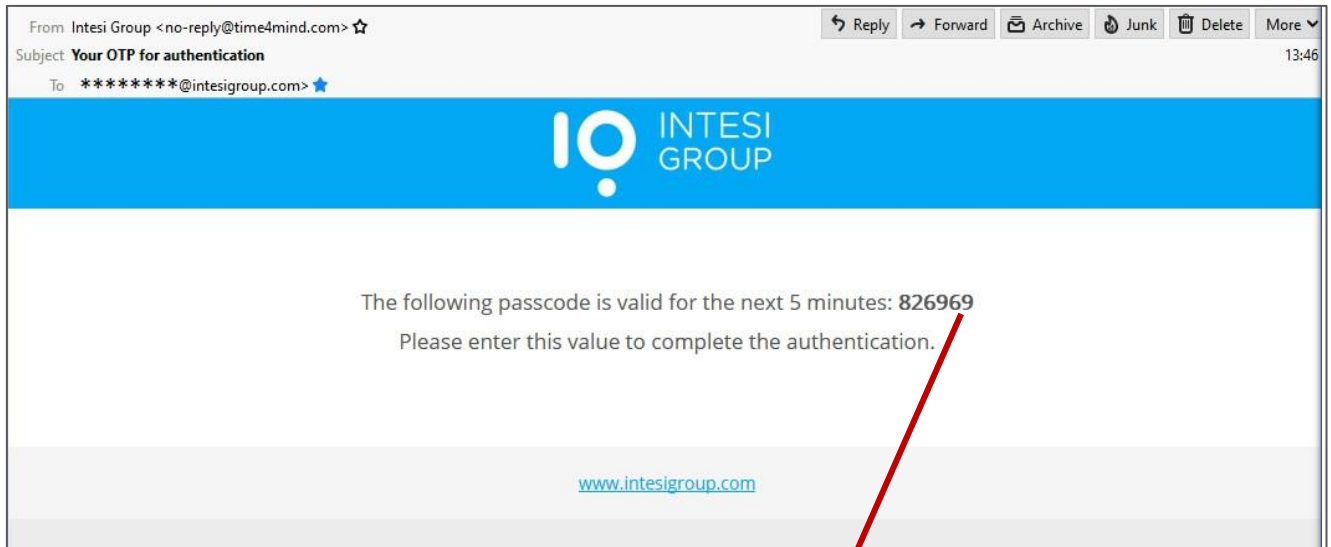 From Intesi Group <no-reply@time4mind.com>
Reply Forward Archive Junk Delete More
Subject Your OTP for authentication
13:46
To ********@intesigroup.com>
INTESI
GROUP
The following passcode is valid for the next 5 minutes: 826969
Please enter this value to complete the authentication.
www.intesigroup.com